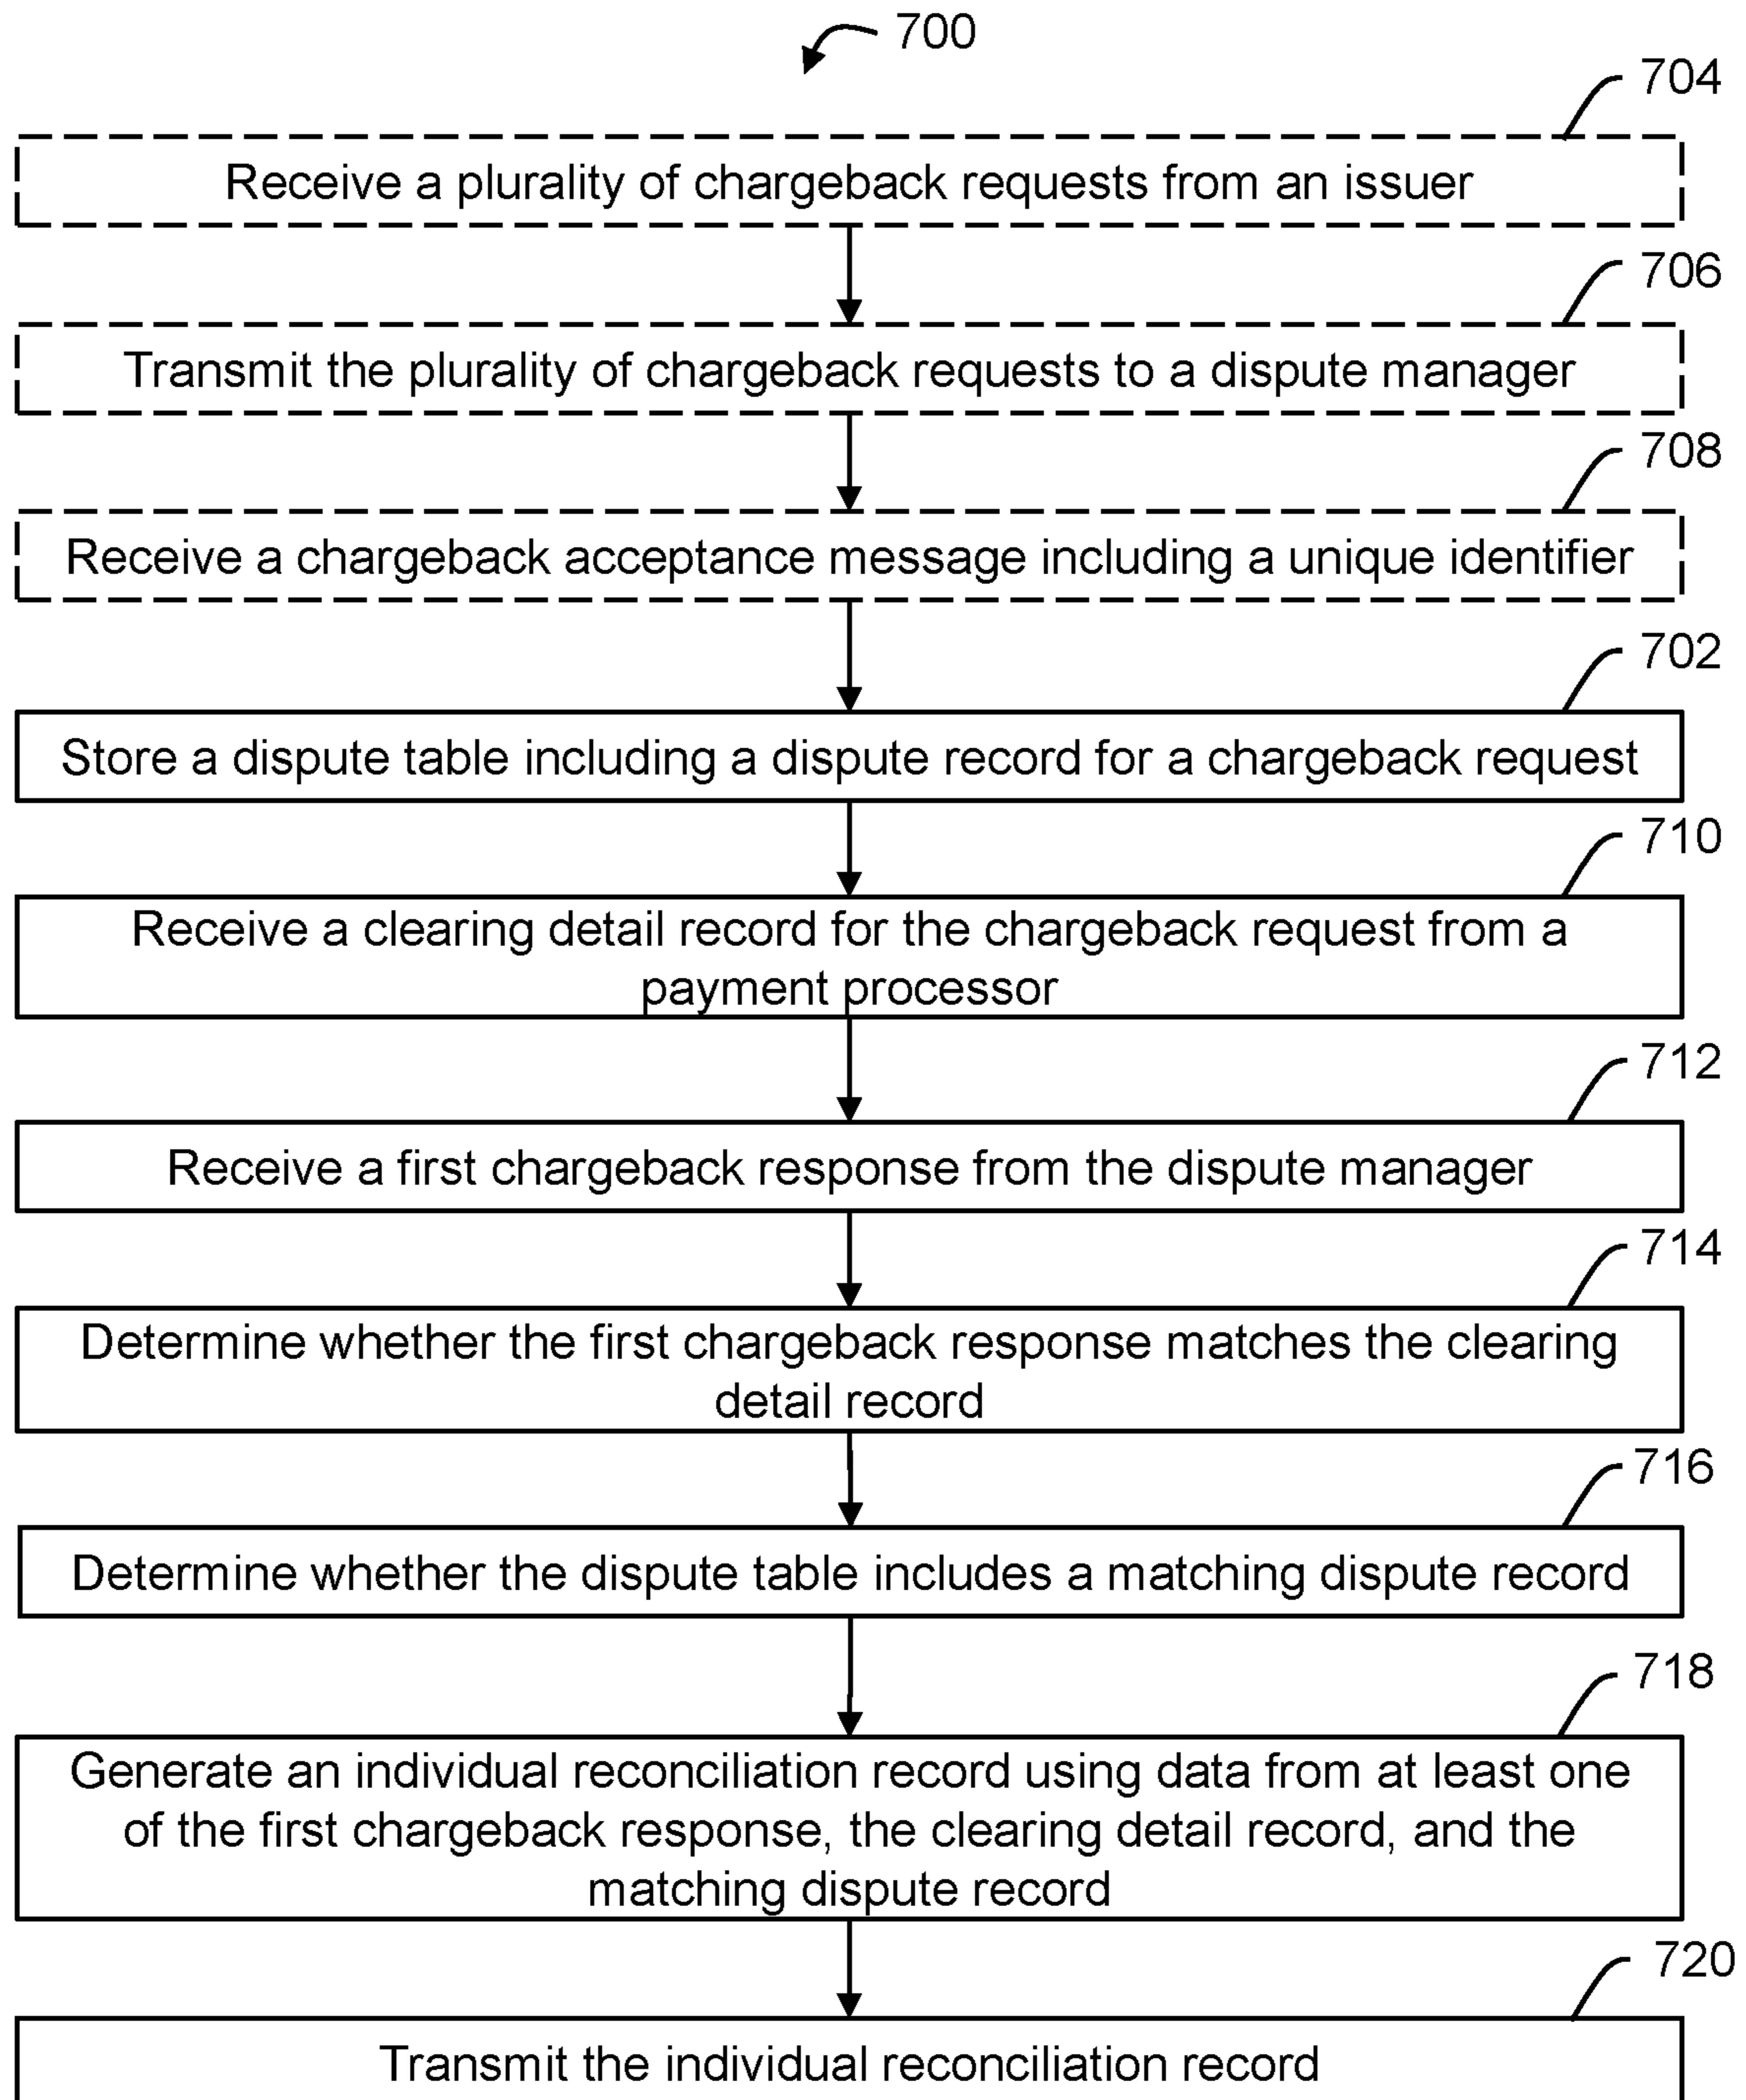 700
704
Receive a plurality of chargeback requests from an issuer
706
Transmit the plurality of chargeback requests to a dispute manager
708
Receive a chargeback acceptance message including a unique identifier
702
Store a dispute table including a dispute record for a chargeback request
710
Receive a clearing detail record for the chargeback request from a
payment processor
712
Receive a first chargeback response from the dispute manager
714
Determine whether the first chargeback response matches the clearing
detail record
716
Determine whether the dispute table includes a matching dispute record
718
Generate an individual reconciliation record using data from at least one
of the first chargeback response, the clearing detail record, and the
matching dispute record
720
Transmit the individual reconciliation record